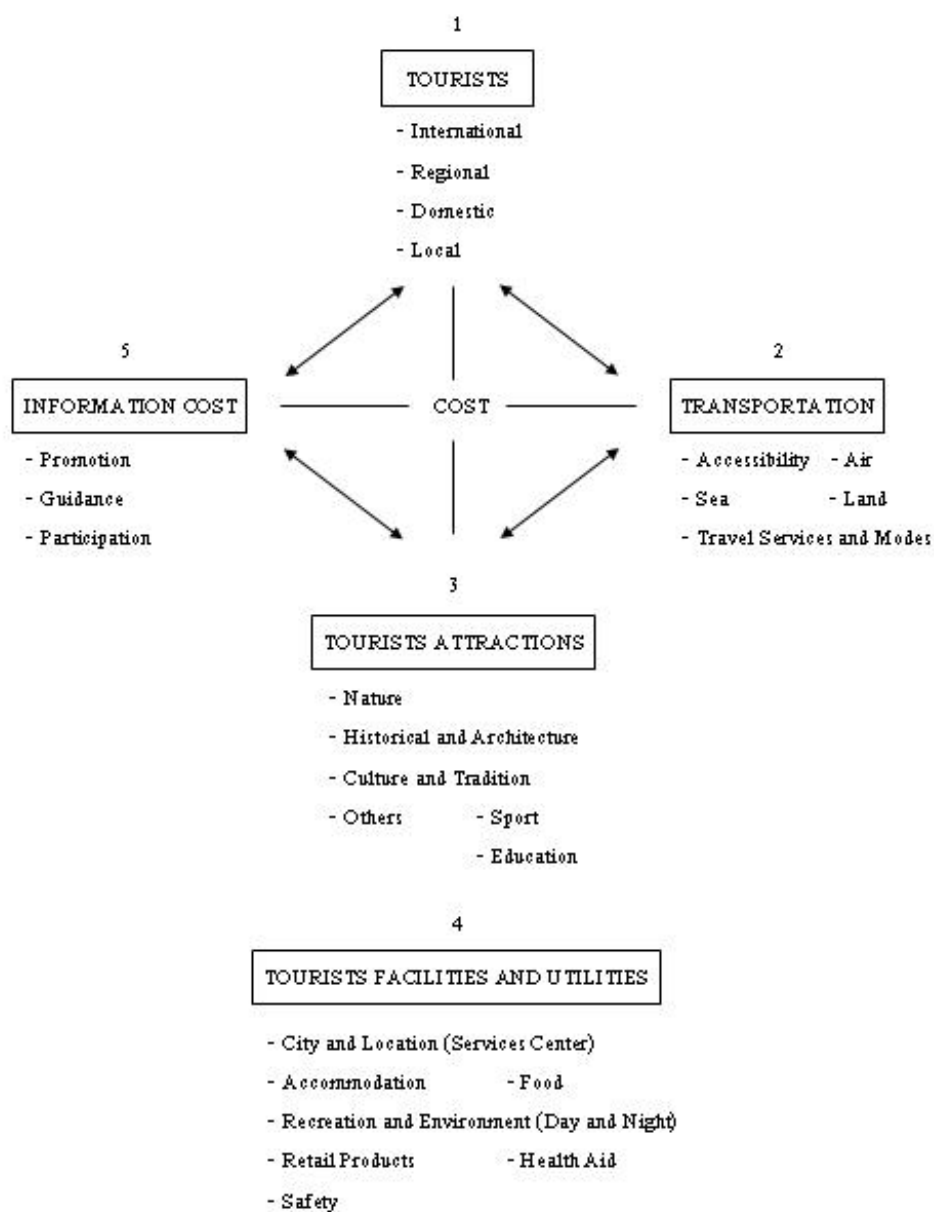 1
TOURISTS
- International
- Regional
- Domestic
- Local
5
2
INFORMATION COST
COST
TRANSPORTATION
- Promotion
- Guidance
- Participation
- Accessibility - Air
- Sea - Land
- Travel Services and Modes
3
TOURISTS ATTRACTIONS
- Nature
- Historical and Architecture
- Culture and Tradition
- Others - Sport
- Education
4
TOURISTS FACILITIES AND UTILITIES
- City and Location (Services Center)
- Accommodation - Food
- Recreation and Environment (Day and Night)
- Retail Products - Health Aid
- Safety